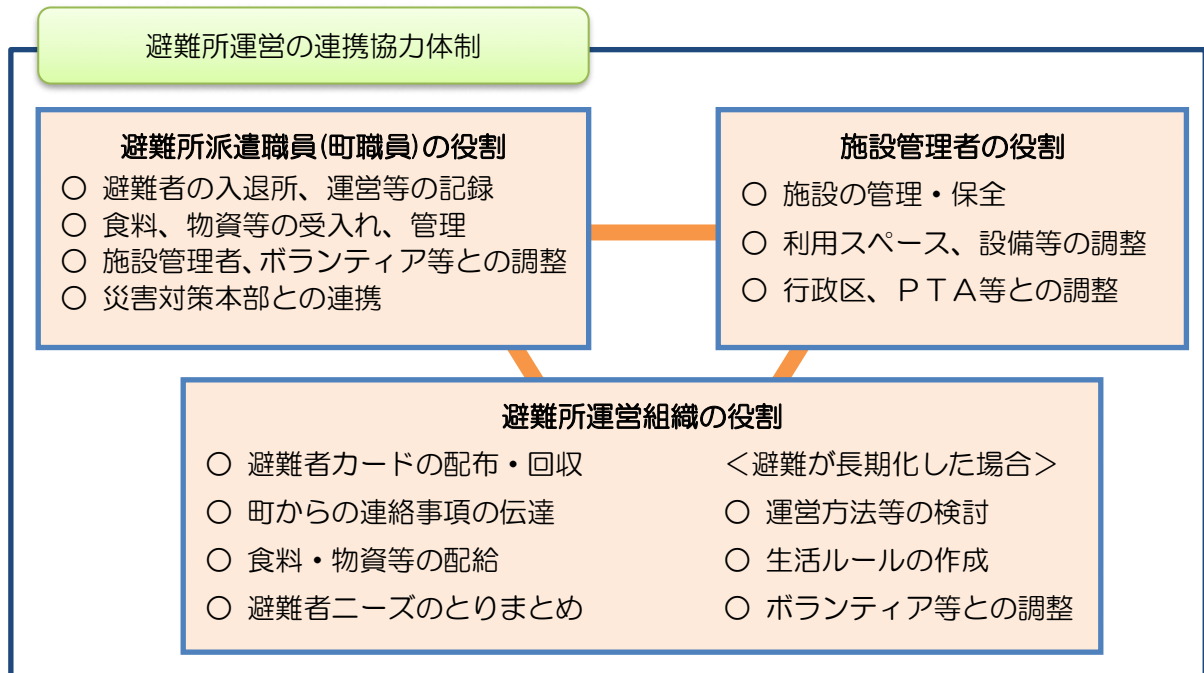 避難所運営の連携協力体制
避難所派遣職員(町職員)の役割
○ 避難者の入退所、運営等の記録
○ 食料、物資等の受入れ、管理
○ 施設管理者、ボランティア等との調整
○ 災害対策本部との連携
施設管理者の役割
○ 施設の管理・保全
○ 利用スペース、設備等の調整
○ 行政区、ＰＴＡ等との調整
避難所運営組織の役割
○ 避難者カードの配布・回収
○ 町からの連絡事項の伝達
○ 食料・物資等の配給
○ 避難者ニーズのとりまとめ
＜避難が長期化した場合＞
○ 運営方法等の検討
○ 生活ルールの作成
○ ボランティア等との調整